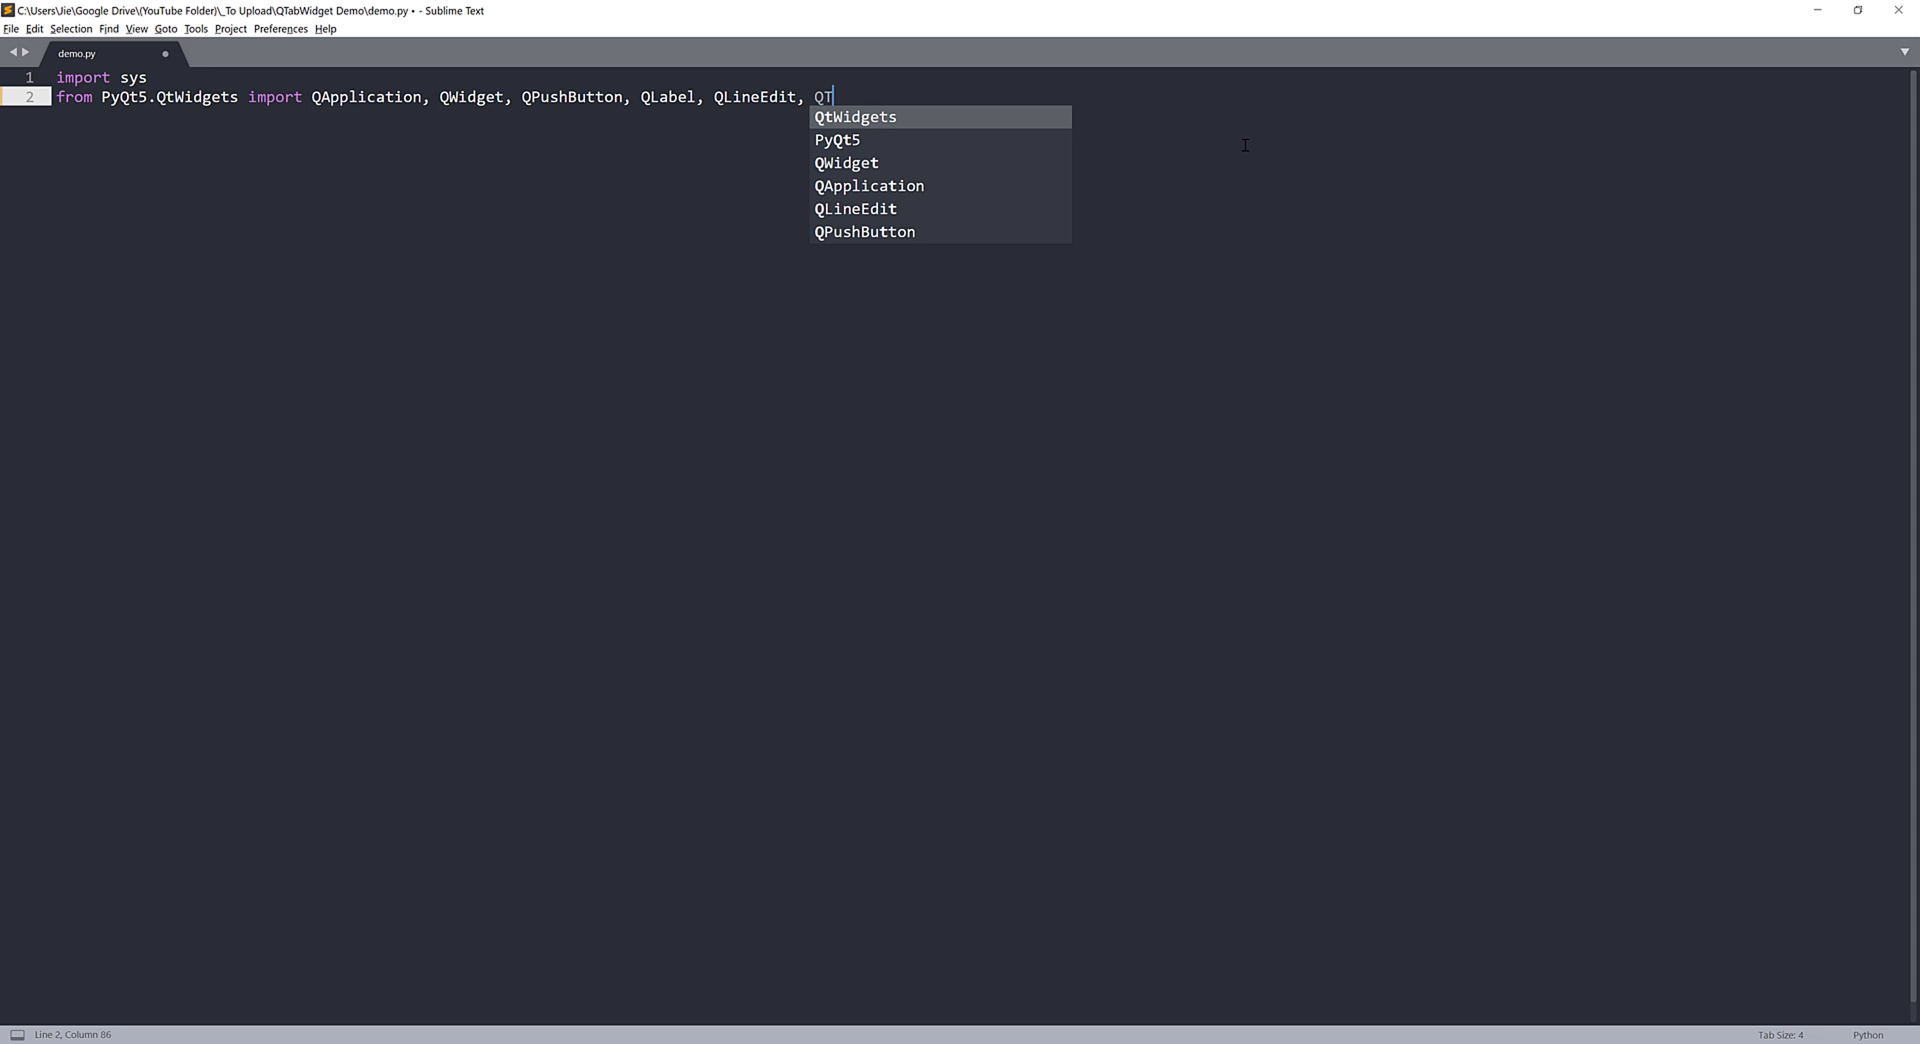 C:\Users\Jie\Google Drive\(YouTube Folder)\_To Upload\QTabWidget Demo\demo.py • - Sublime Text
File Edit Selection Find View Goto Tools Project Preferences Help
demo.py
1 import sys
2 from PyQt5.QtWidgets import QApplication, QWidget, QPushButton, QLabel, QLineEdit, QT
QtWidgets
PyQt5
QWidget
QApplication
QLineEdit
QPushButton
Line 2, Column 86 Tab Size: 4 Python